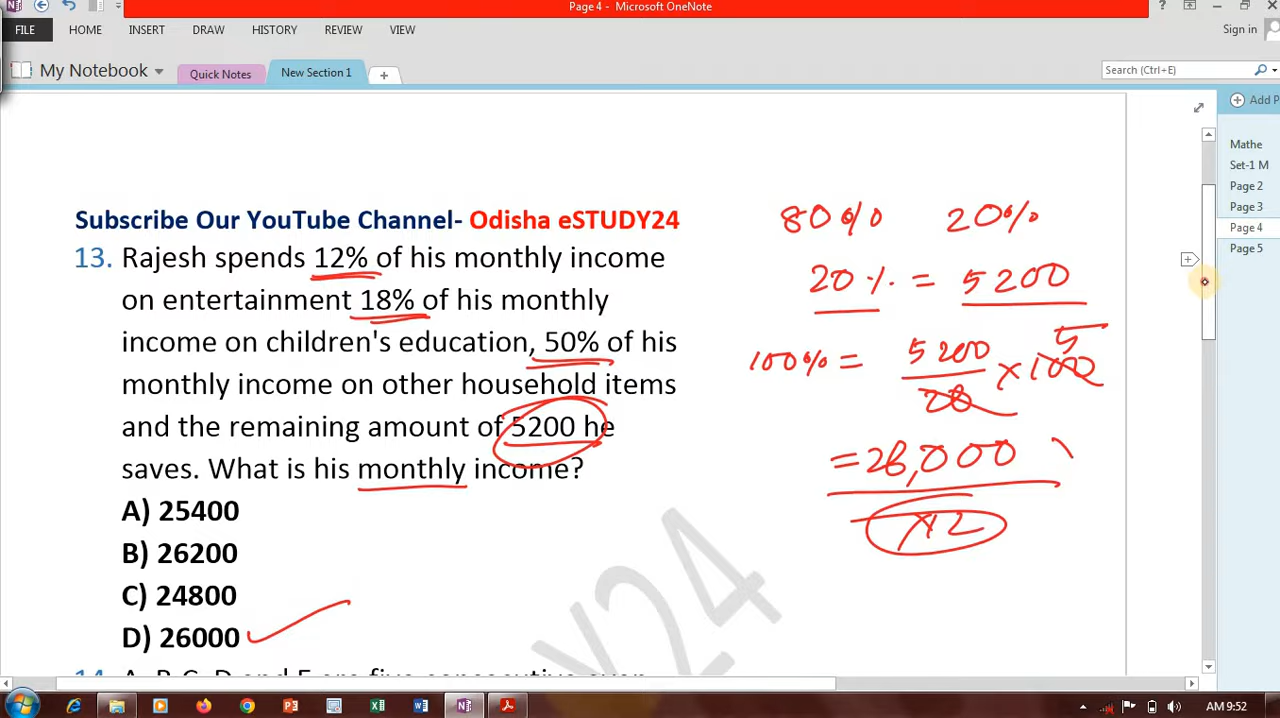 Page 4 - Microsoft OneNote
FILE HOME INSERT DRAW HISTORY REVIEW VIEW
Sign in
My Notebook Quick Notes New Section 1
Search (Ctrl+E)
Add P
Mathe
Set-1 M
Page 2
Page 3
Page 4
Page 5
Subscribe Our YouTube Channel- Odisha eSTUDY24
13. Rajesh spends 12% of his monthly income
on entertainment 18% of his monthly
income on children's education, 50% of his
monthly income on other household items
and the remaining amount of 5200 he
saves. What is his monthly income?
A) 25400
B) 26200
C) 24800
D) 26000
80% 20%
20% = 5200
100% = 5200/20 × 100 5
= 26,000
Y24
AM 9:52